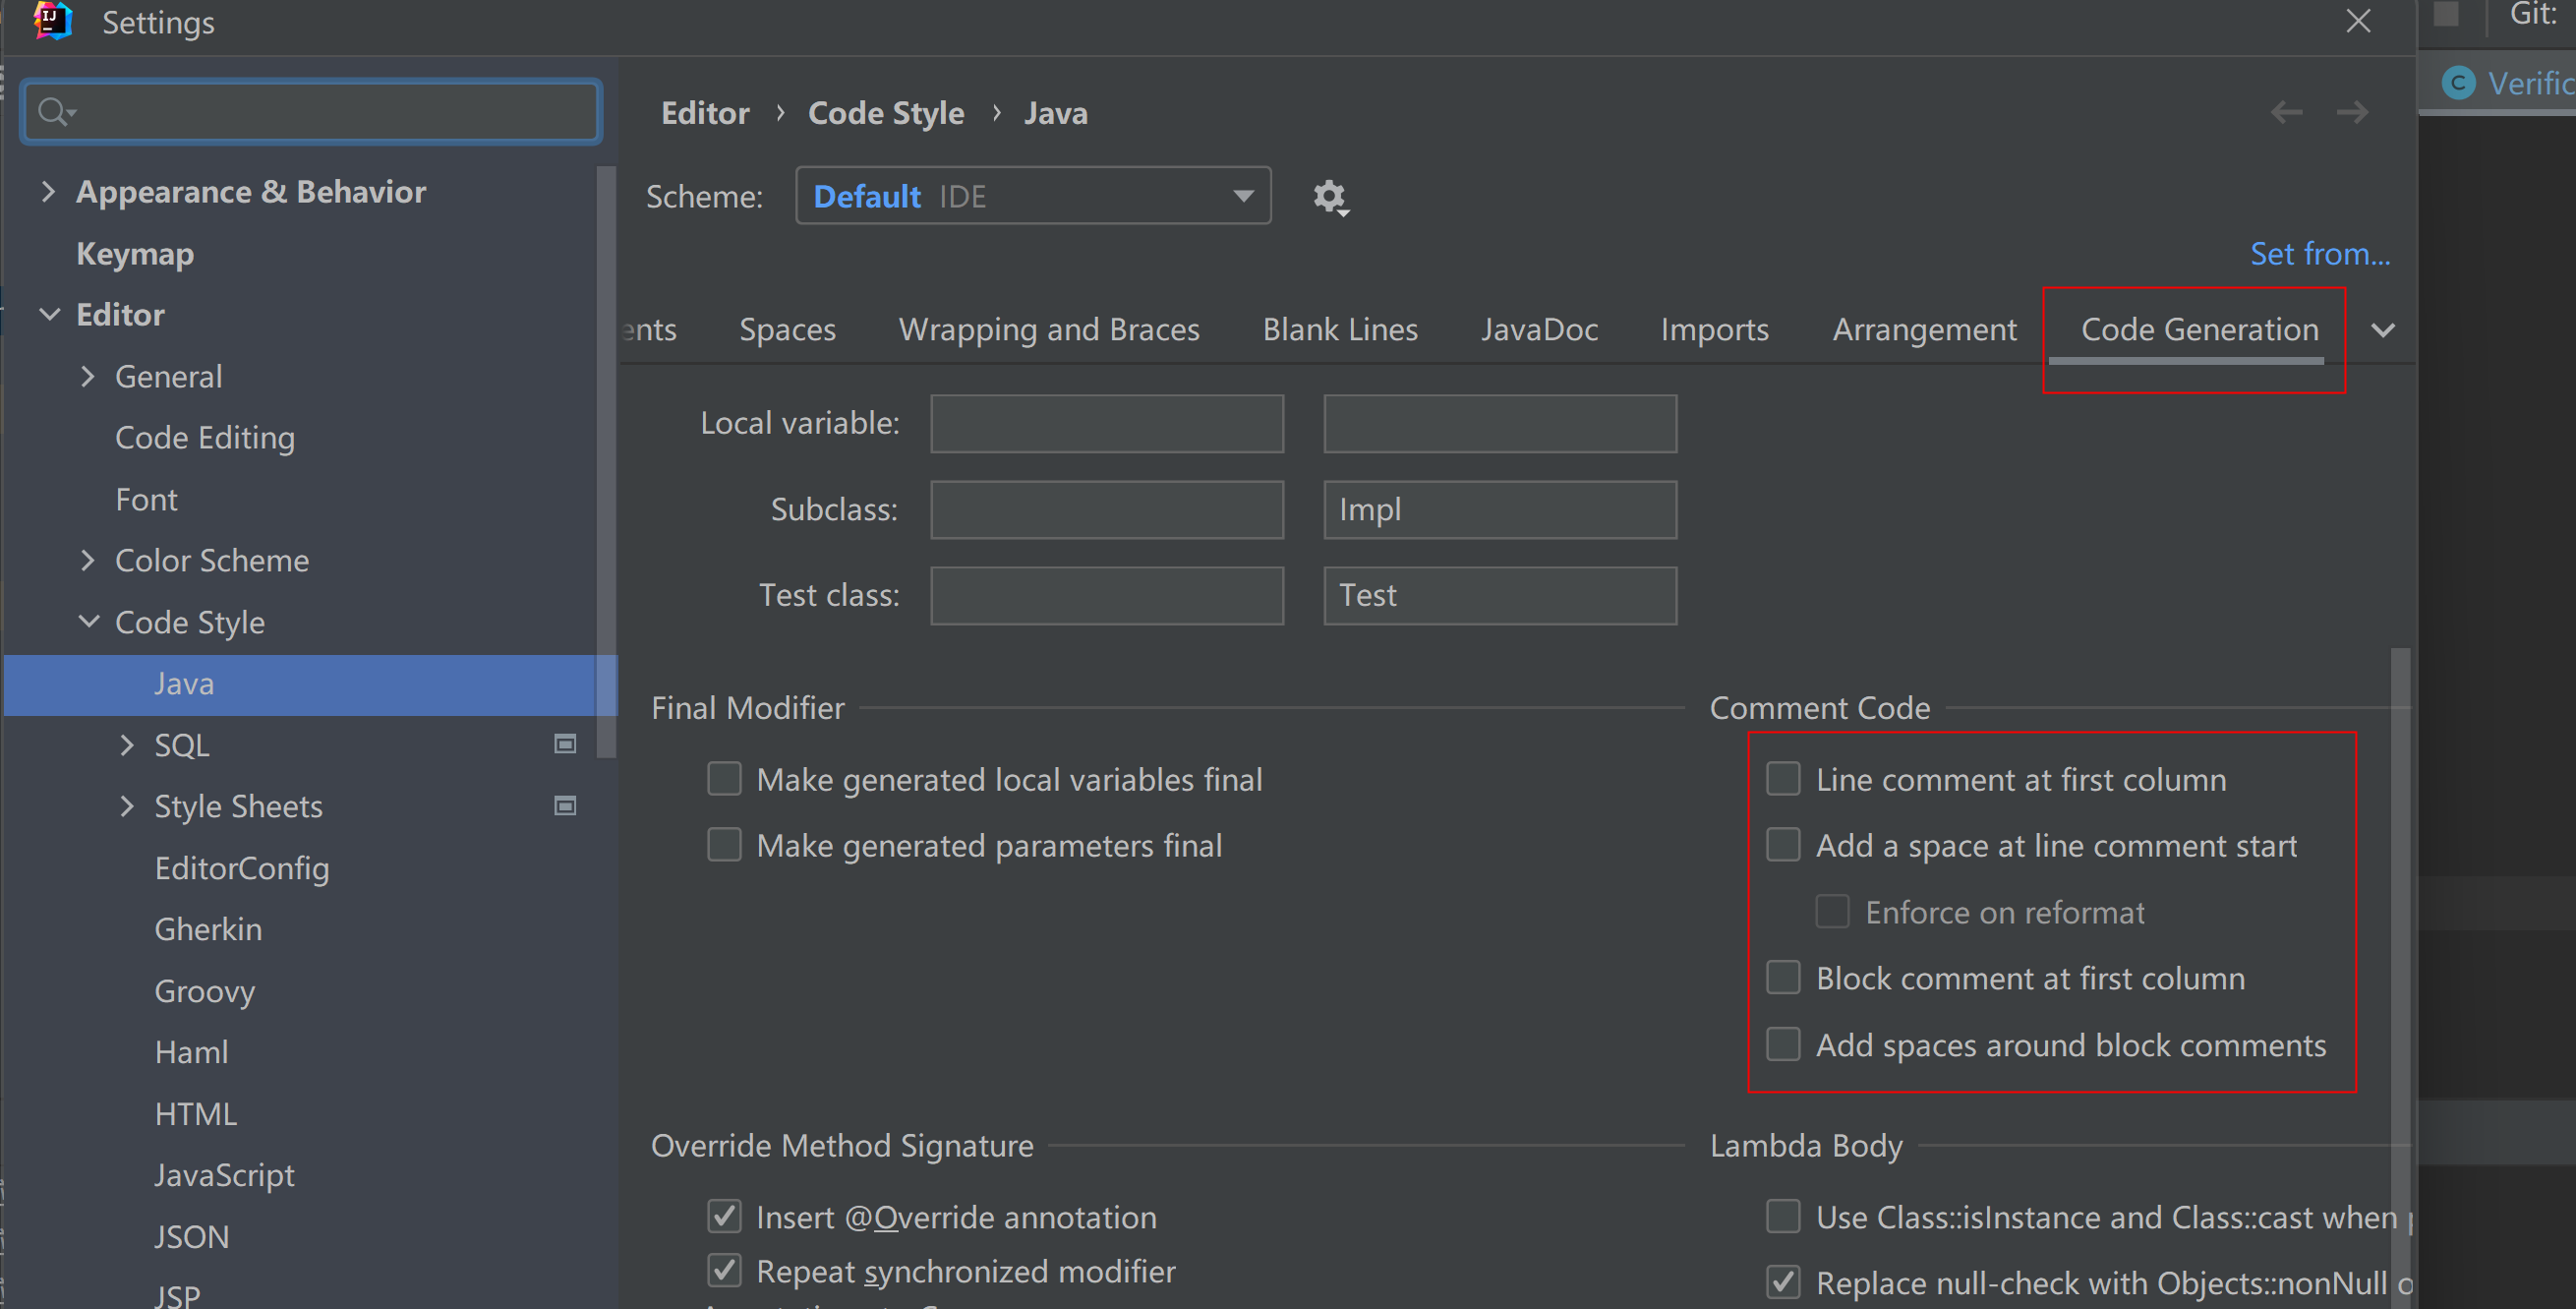 Settings
Git:
Verific
Editor › Code Style › Java
Scheme: Default IDE
Set from...
ents Spaces Wrapping and Braces Blank Lines JavaDoc Imports Arrangement Code Generation
Appearance & Behavior
Keymap
Editor
General
Code Editing
Font
Color Scheme
Code Style
Java
SQL
Style Sheets
EditorConfig
Gherkin
Groovy
Haml
HTML
JavaScript
JSON
JSP
Local variable:
Subclass: Impl
Test class: Test
Final Modifier
Make generated local variables final
Make generated parameters final
Comment Code
Line comment at first column
Add a space at line comment start
Enforce on reformat
Block comment at first column
Add spaces around block comments
Override Method Signature
Insert @Override annotation
Repeat synchronized modifier
Lambda Body
Use Class::isInstance and Class::cast when
Replace null-check with Objects::nonNull